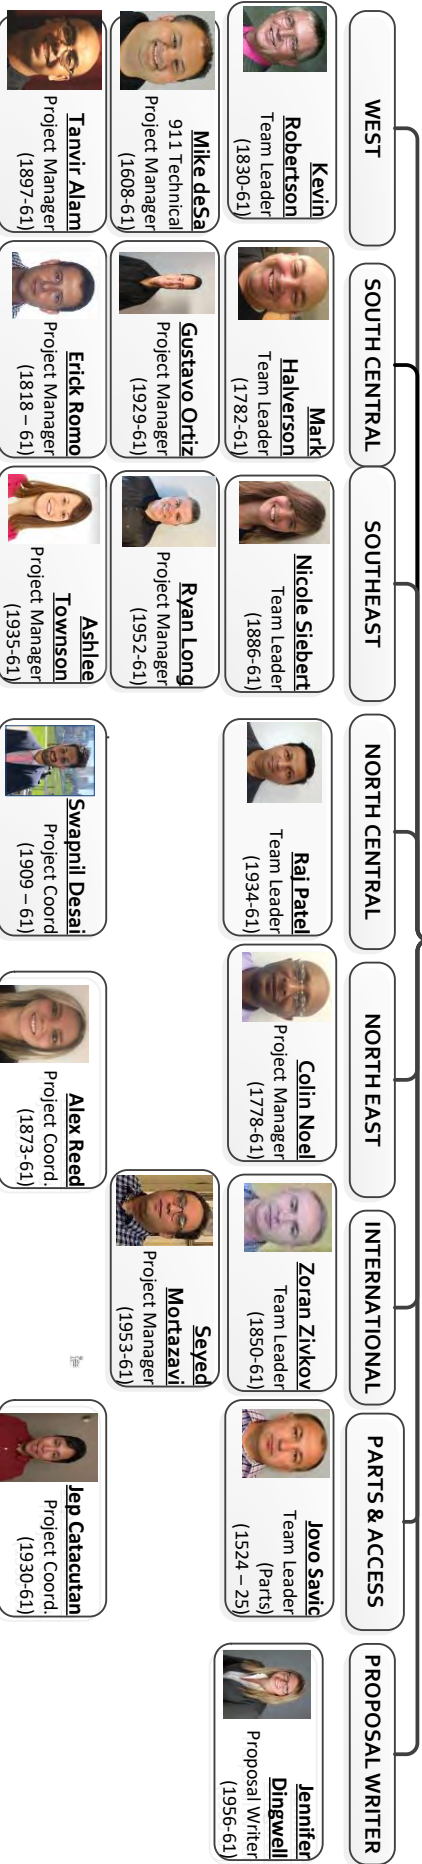 WEST
Kevin
Robertson
Team Leader
(1830-61)
Mike deSa
911 Technical
Project Manager
(1608-61)
Tanvir Alam
Project Manager
(1897-61)
SOUTH CENTRAL
Mark
Halverson
Team Leader
(1782-61)
Gustavo Ortiz
Project Manager
(1929-61)
Erick Romo
Project Manager
(1818 – 61)
SOUTHEAST
Nicole Siebert
Team Leader
(1886-61)
Ryan Long
Project Manager
(1952-61)
Ashlee
Townson
Project Manager
(1935-61)
NORTH CENTRAL
Raj Patel
Team Leader
(1934-61)
Swapnil Desai
Project Coord
(1909 – 61)
NORTH EAST
Colin Noel
Project Manager
(1778-61)
Alex Reed
Project Coord.
(1873-61)
INTERNATIONAL
Zoran Zivkov
Team Leader
(1850-61)
Seyed
Mortazavi
Project Manager
(1953-61)
PARTS & ACCESS
Jovo Savic
Team Leader
(Parts)
(1524 – 25)
Jep Catacutan
Project Coord.
(1930-61)
PROPOSAL WRITER
Jennifer
Dingwell
Proposal Writer
(1956-61)